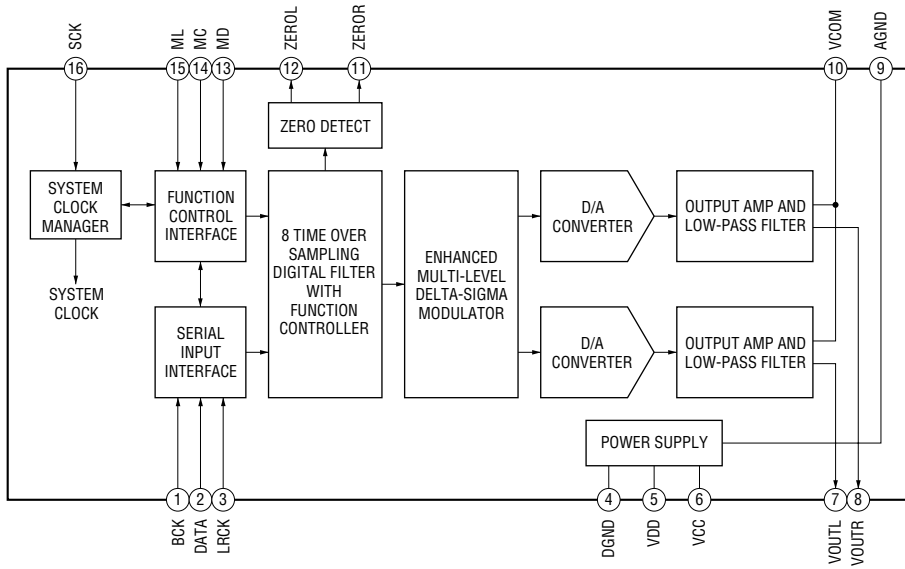 SCK
ML
MC
MD
ZEROL
ZEROR
VCOM
AGND
16
15
14
13
12
11
10
9
ZERO DETECT
SYSTEM
CLOCK
MANAGER
FUNCTION
CONTROL
INTERFACE
8 TIME OVER
SAMPLING
DIGITAL FILTER
WITH
FUNCTION
CONTROLLER
ENHANCED
MULTI-LEVEL
DELTA-SIGMA
MODULATOR
D/A
CONVERTER
OUTPUT AMP AND
LOW-PASS FILTER
SYSTEM
CLOCK
SERIAL
INPUT
INTERFACE
D/A
CONVERTER
OUTPUT AMP AND
LOW-PASS FILTER
POWER SUPPLY
1
2
3
4
5
6
7
8
BCK
DATA
LRCK
DGND
VDD
VCC
VOUTL
VOUTR